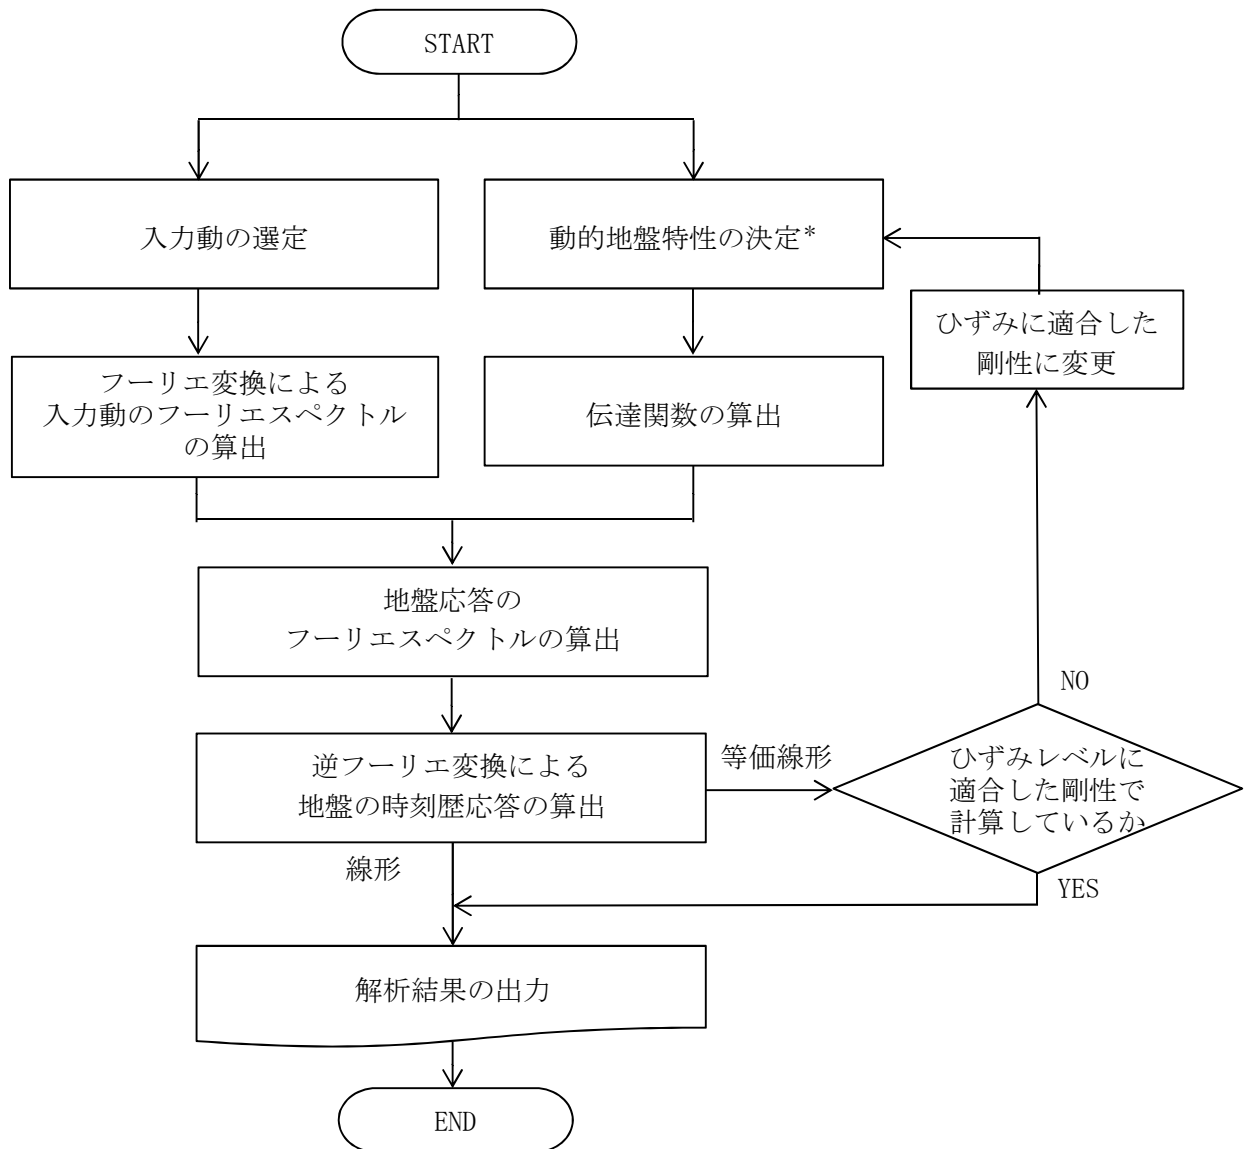 START
入力動の選定
動的地盤特性の決定*
ひずみに適合した
剛性に変更
フーリエ変換による
入力動のフーリエスペクトル
の算出
伝達関数の算出
地盤応答の
フーリエスペクトルの算出
NO
逆フーリエ変換による
地盤の時刻歴応答の算出
等価線形
ひずみレベルに
適合した剛性で
計算しているか
線形
YES
解析結果の出力
END